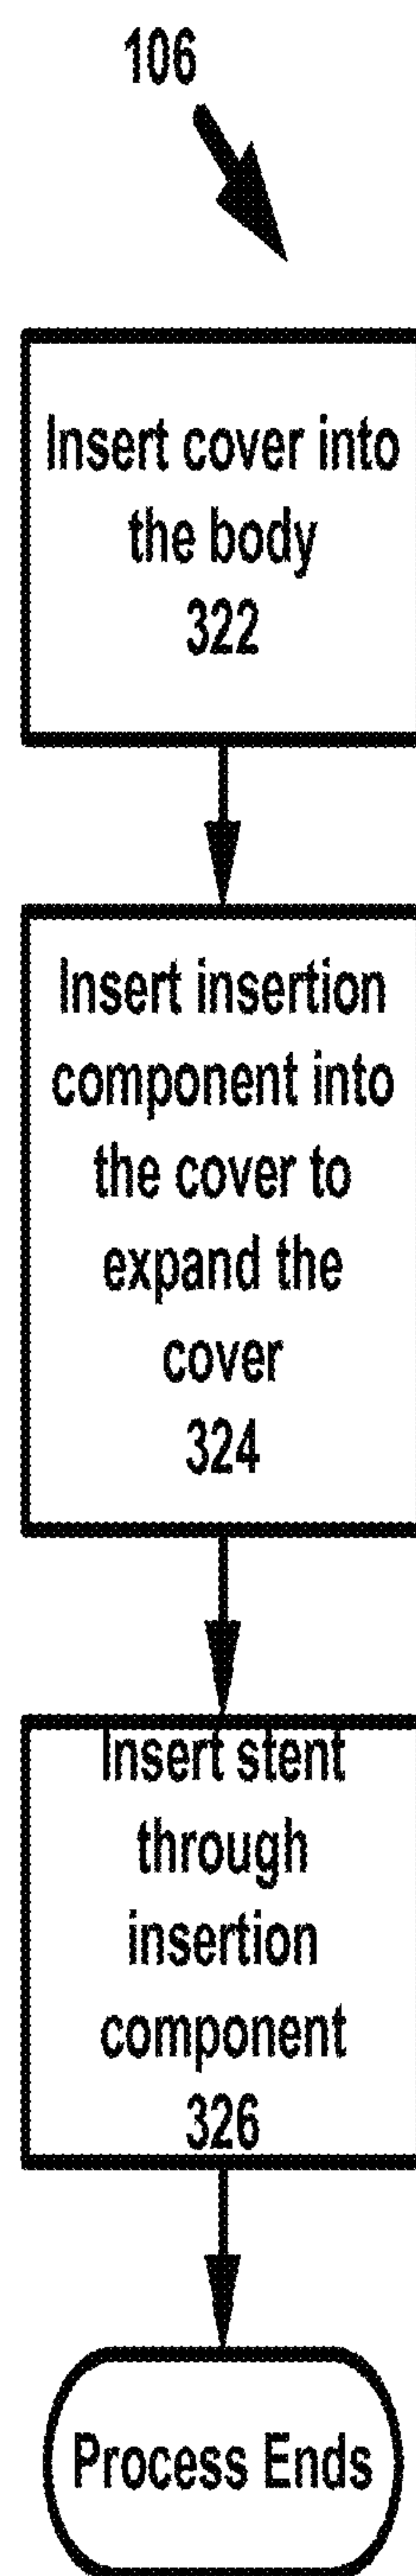 106
Insert cover into
the body
322
Insert insertion
component into
the cover to
expand the
cover
324
Insert stent
through
insertion
component
326
Process Ends